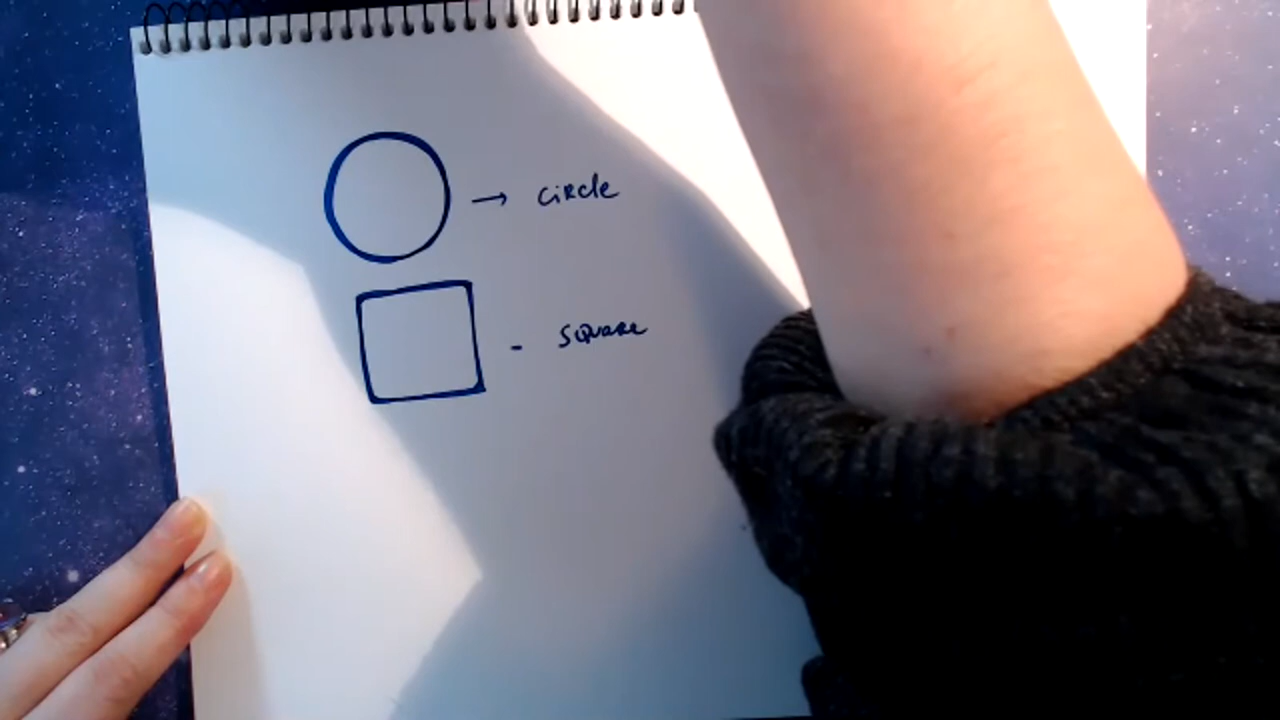 → circle
- square